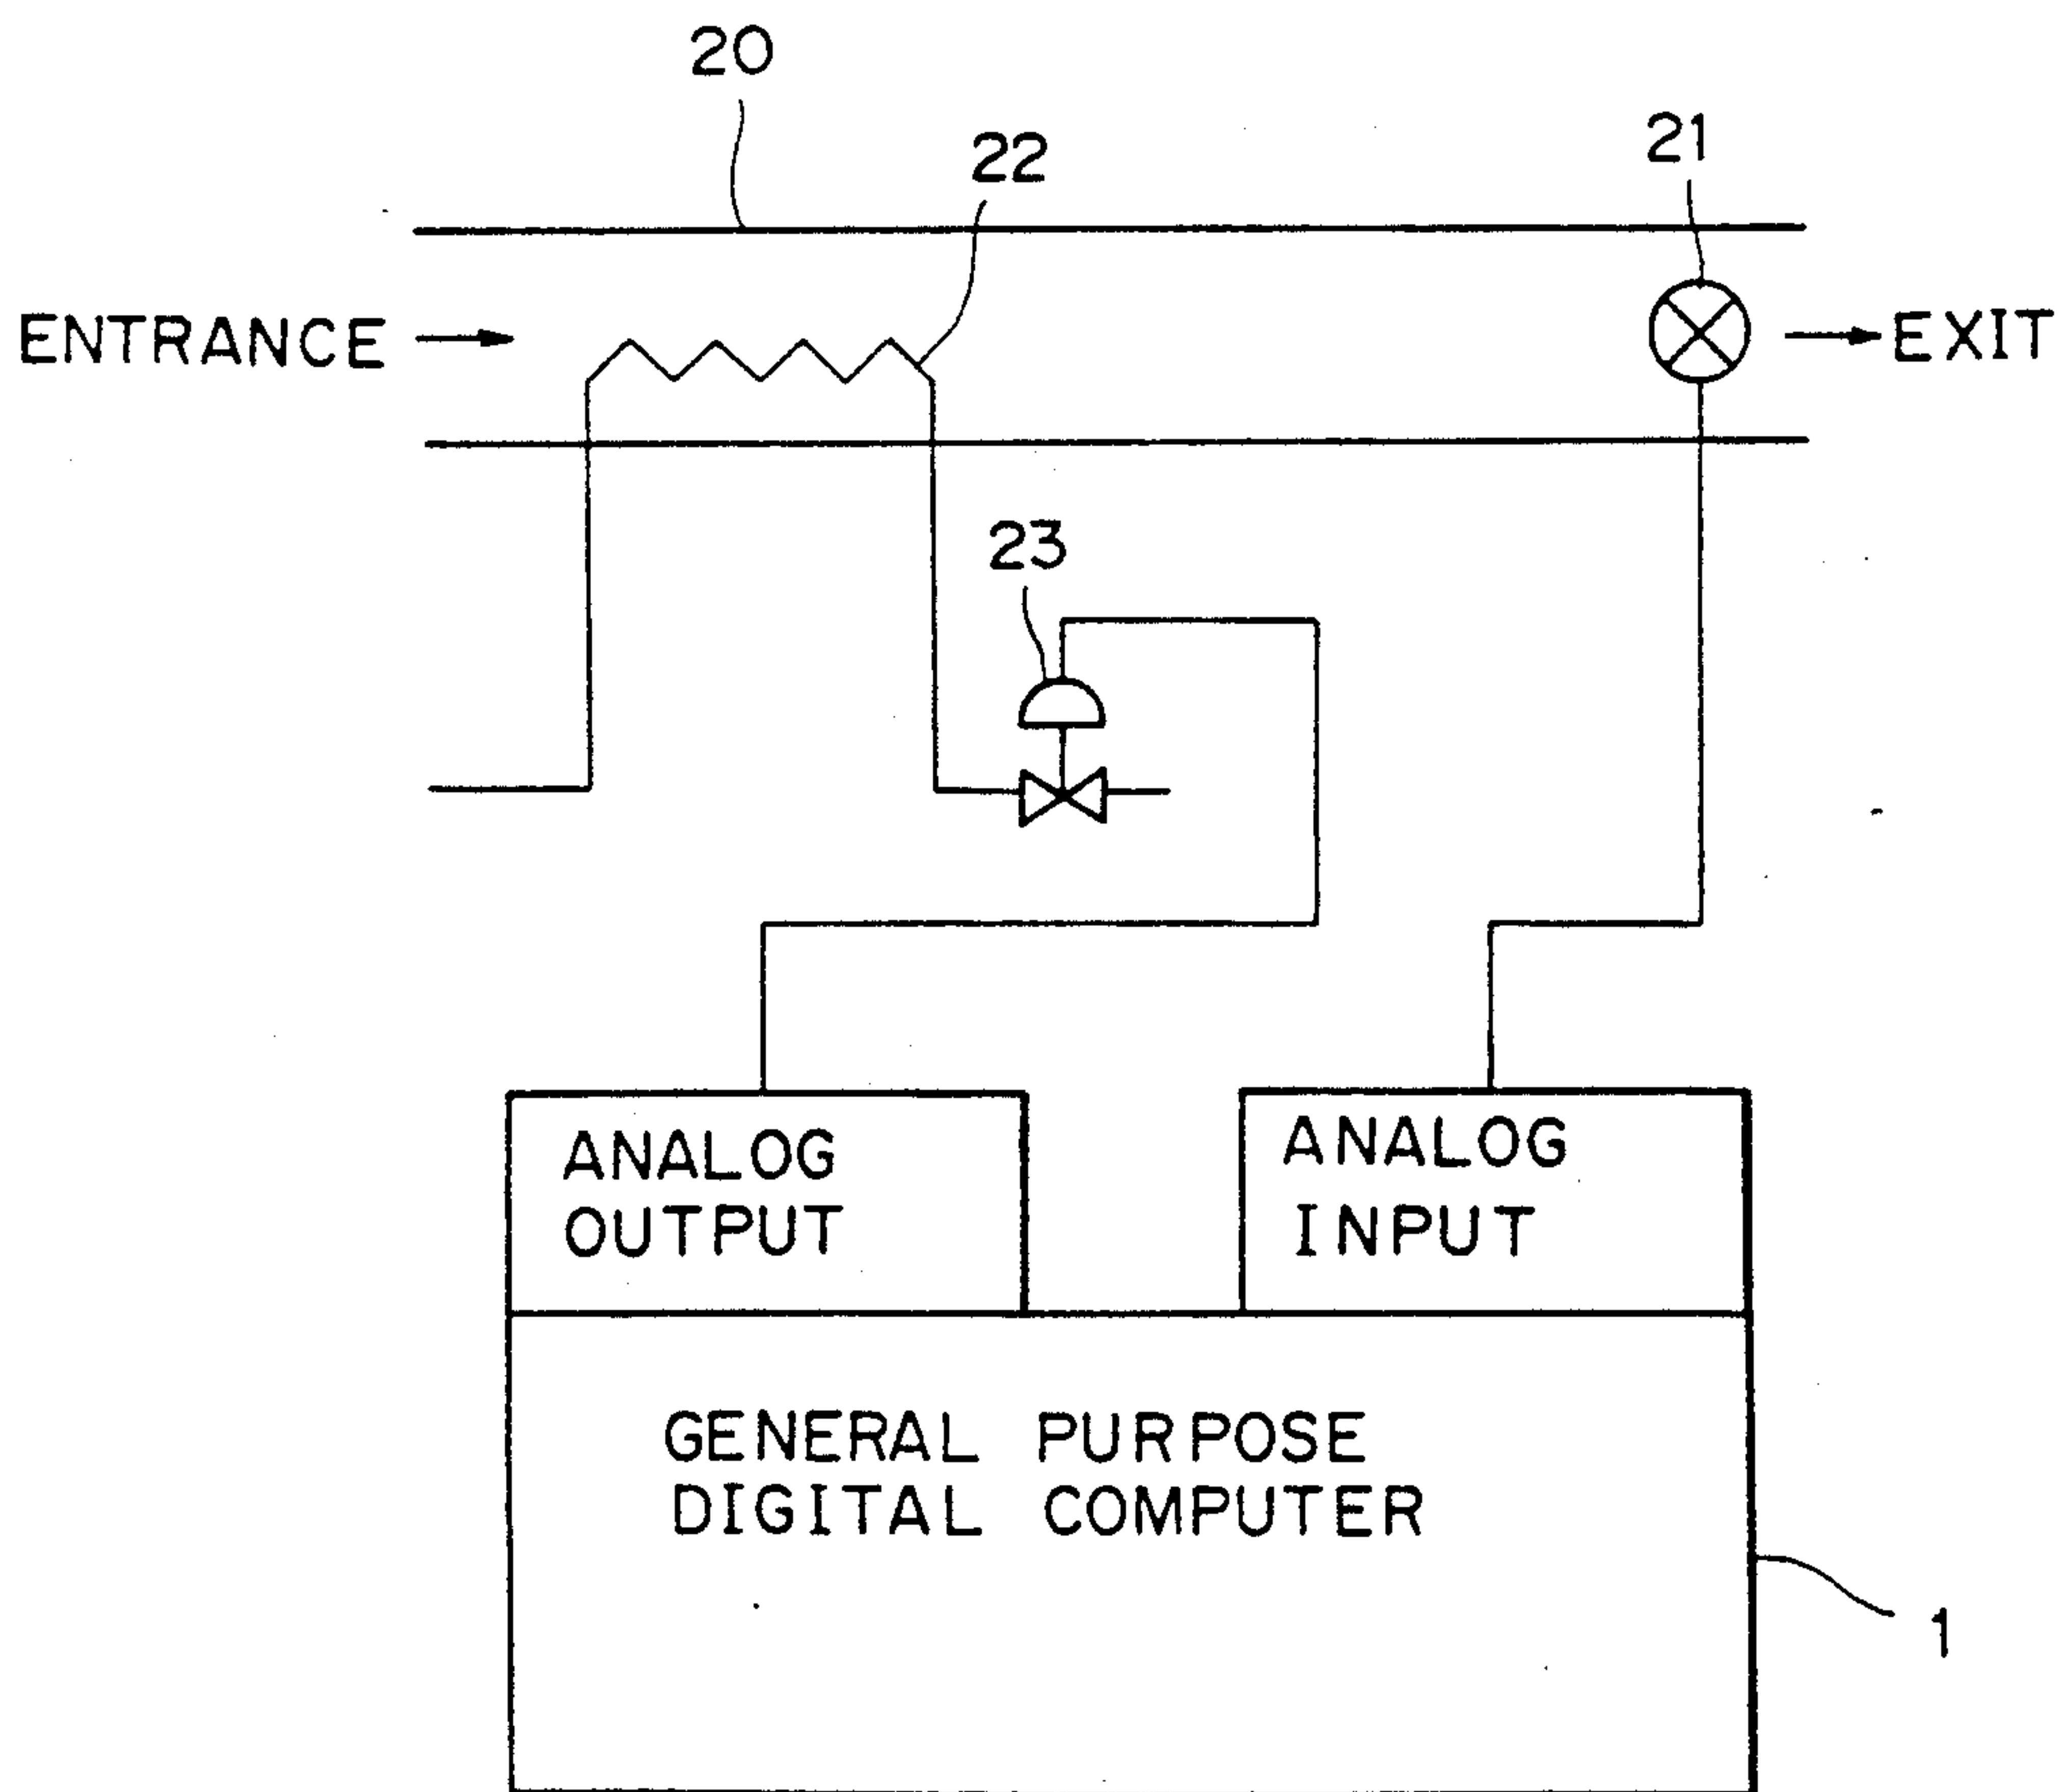 20
22
21
ENTRANCE
EXIT
23
ANALOG
OUTPUT
ANALOG
INPUT
GENERAL PURPOSE
DIGITAL COMPUTER
1